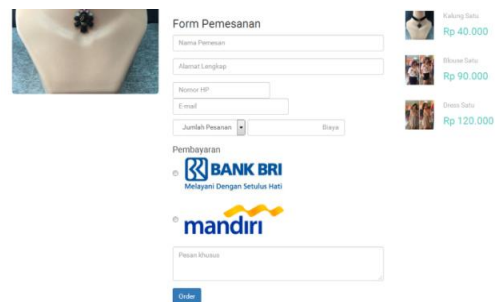 Form Pemesanan
Nama Pemesan
Alamat Lengkap
Nomor HP
E-mail
Jumlah Pesanan
Biaya
Pembayaran
BANK BRI
Melayani Dengan Setulus Hati
mandiri
Pesan khusus
Order
Kalung Satu
Rp 40.000
Blouse Satu
Rp 90.000
Dress Satu
Rp 120.000